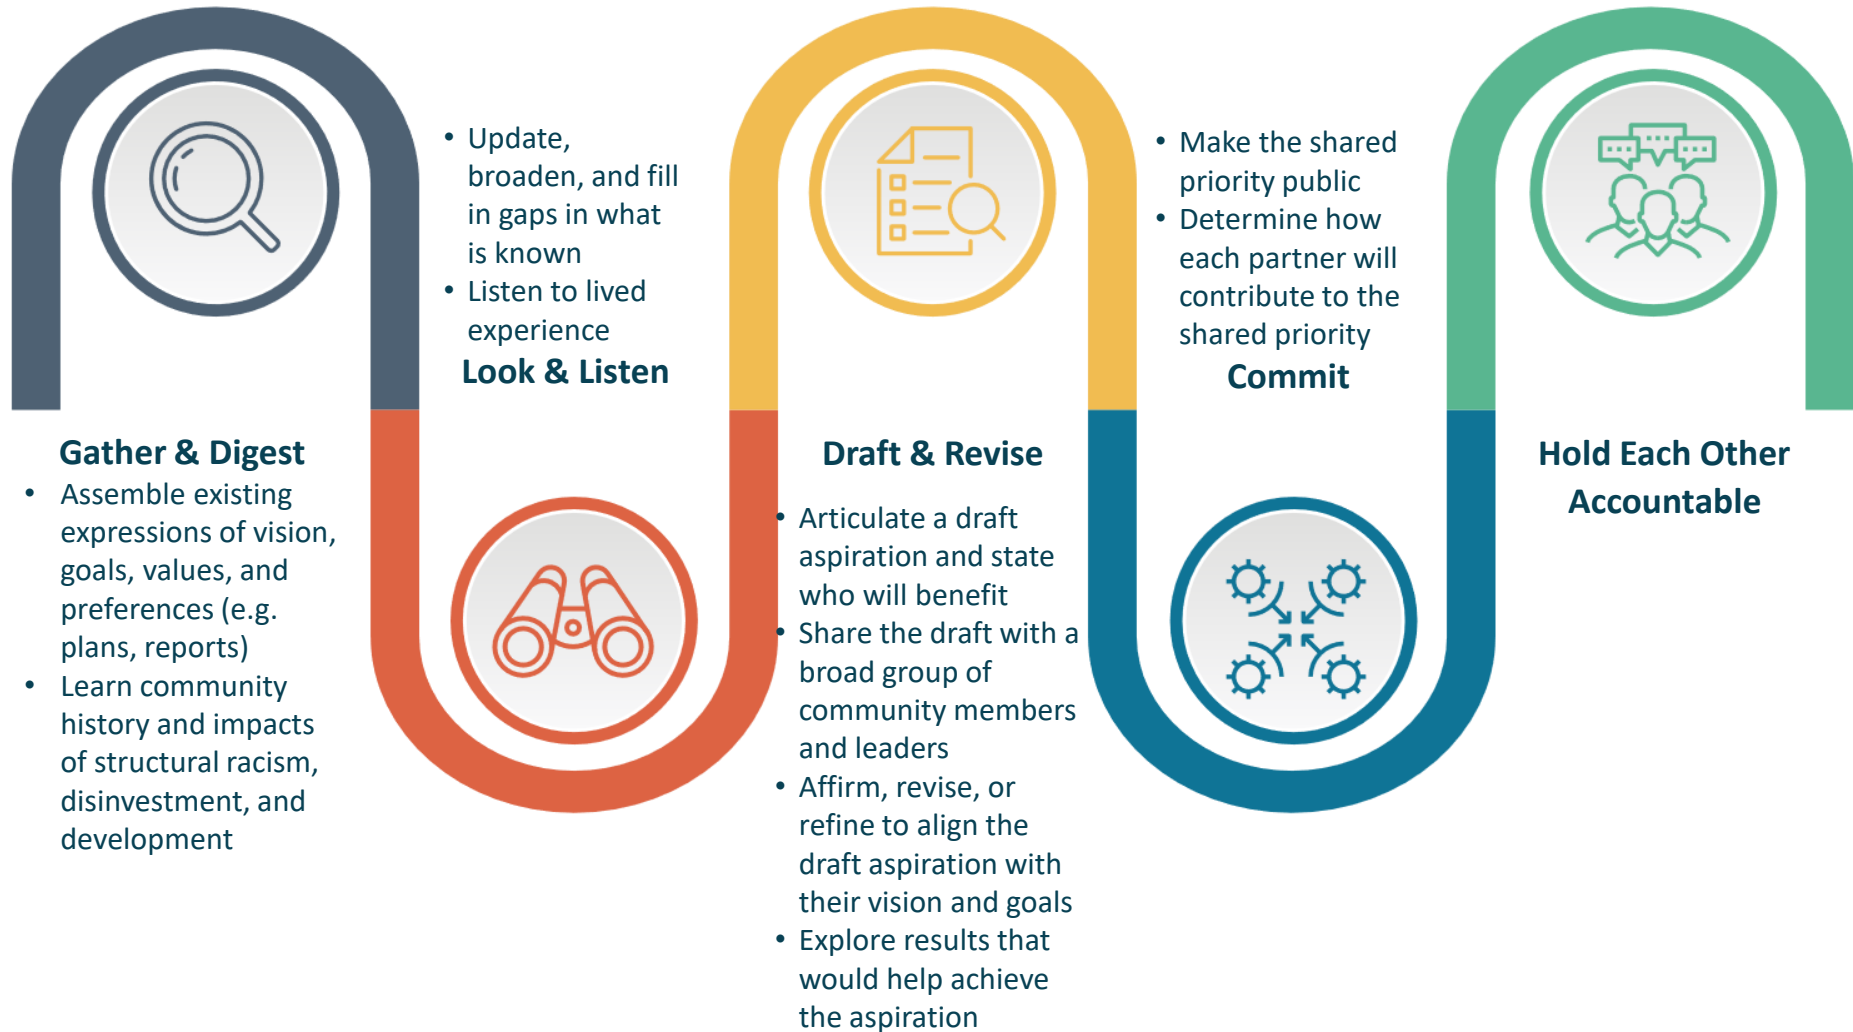 Gather & Digest
• Assemble existing
expressions of vision,
goals, values, and
preferences (e.g.
plans, reports)
• Learn community
history and impacts
of structural racism,
disinvestment, and
development
• Update,
broaden, and fill
in gaps in what
is known
• Listen to lived
experience
Look & Listen
Draft & Revise
• Articulate a draft
aspiration and state
who will benefit
• Share the draft with a
broad group of
community members
and leaders
• Affirm, revise, or
refine to align the
draft aspiration with
their vision and goals
• Explore results that
would help achieve
the aspiration
• Make the shared
priority public
• Determine how
each partner will
contribute to the
shared priority
Commit
Hold Each Other
Accountable